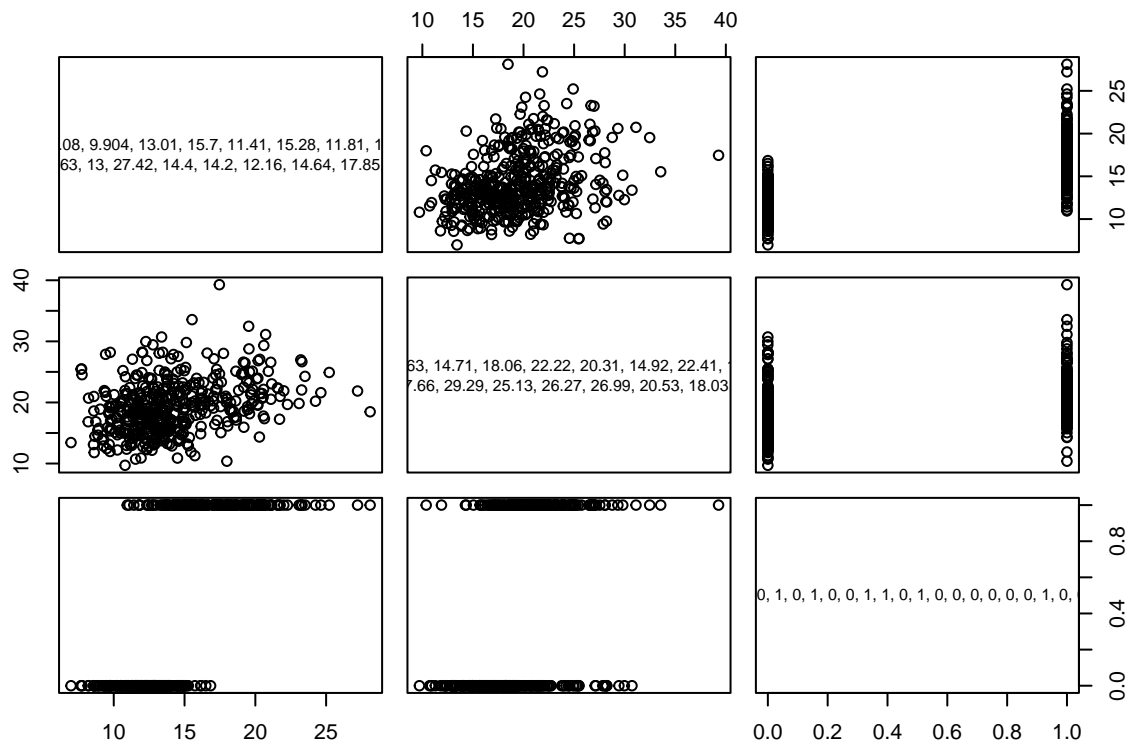 10 15 20 25 30 35 40
.08, 9.904, 13.01, 15.7, 11.41, 15.28, 11.81, 1
63, 13, 27.42, 14.4, 14.2, 12.16, 14.64, 17.85
10 15 20 25
10 20 30 40
63, 14.71, 18.06, 22.22, 20.31, 14.92, 22.41,
7.66, 29.29, 25.13, 26.27, 26.99, 20.53, 18.03
0, 1, 0, 1, 0, 0, 1, 1, 0, 1, 0, 0, 0, 0, 0, 0, 1, 0,
0.0 0.4 0.8
10 15 20 25
0.0 0.2 0.4 0.6 0.8 1.0